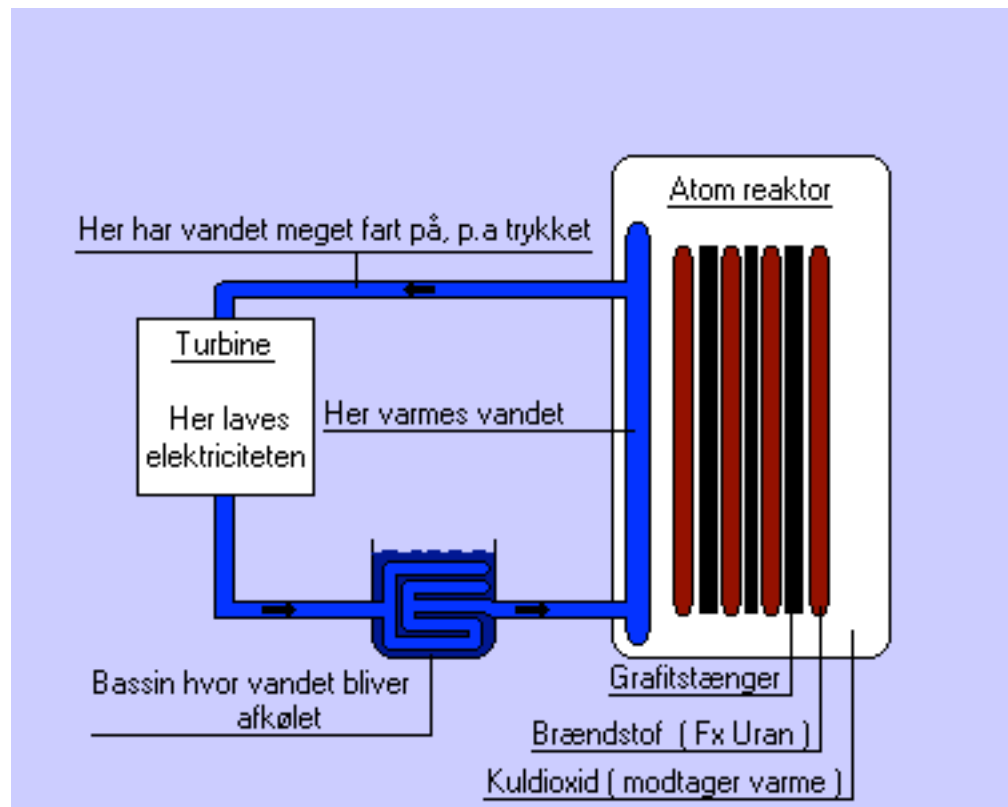 Atom reaktor
Her har vandet meget fart på, p.a trykket
Turbine
Her laves
elektriciteten
Her varmes vandet
Bassin hvor vandet bliver
afkølet
Grafitstænger
Brændstof ( Fx Uran )
Kuldioxid ( modtager varme )